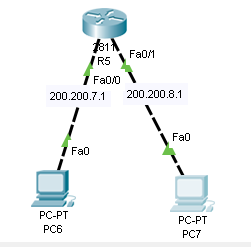 2811
R5
Fa0/1
Fa0/0
200.200.7.1
200.200.8.1
Fa0
Fa0
PC-PT
PC6
PC-PT
PC7